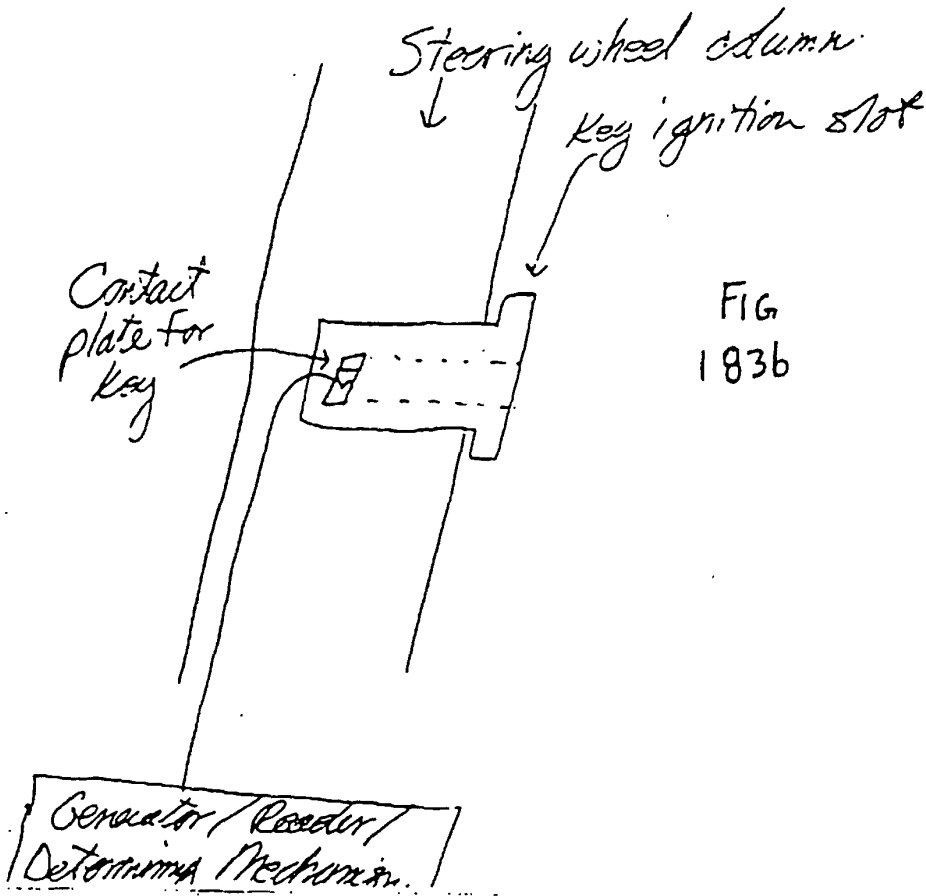 Steering wheel column
Key ignition slot
Contact
plate for
key
FIG
183b
Generator / Reader /
Determining Mechanism.